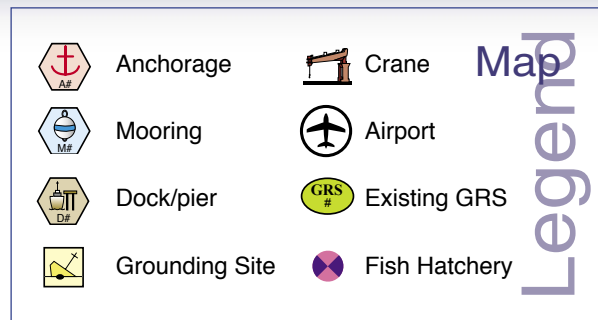 Map
Legend
Anchorage
A#
Mooring
M#
Dock/pier
D#
Grounding Site
Crane
Airport
GRS
#
Existing GRS
Fish Hatchery